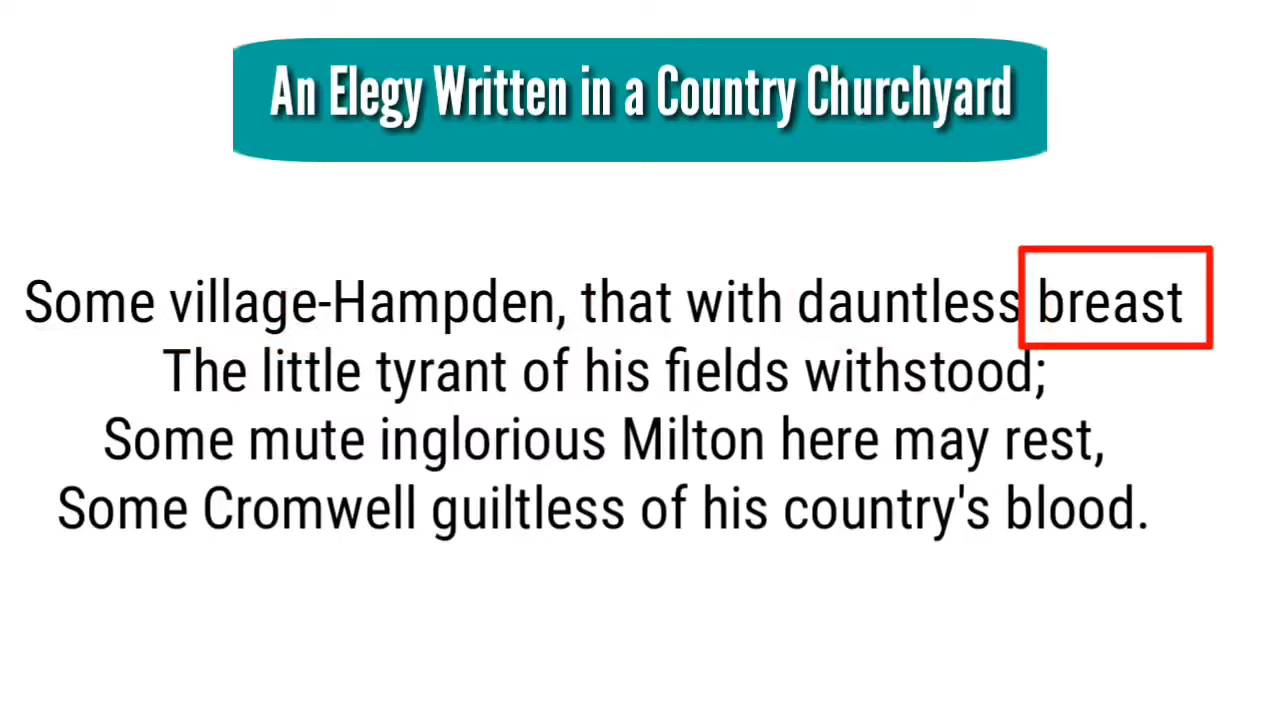 An Elegy Written in a Country Churchyard
Some village-Hampden, that with dauntless breast
The little tyrant of his fields withstood;
Some mute inglorious Milton here may rest,
Some Cromwell guiltless of his country's blood.